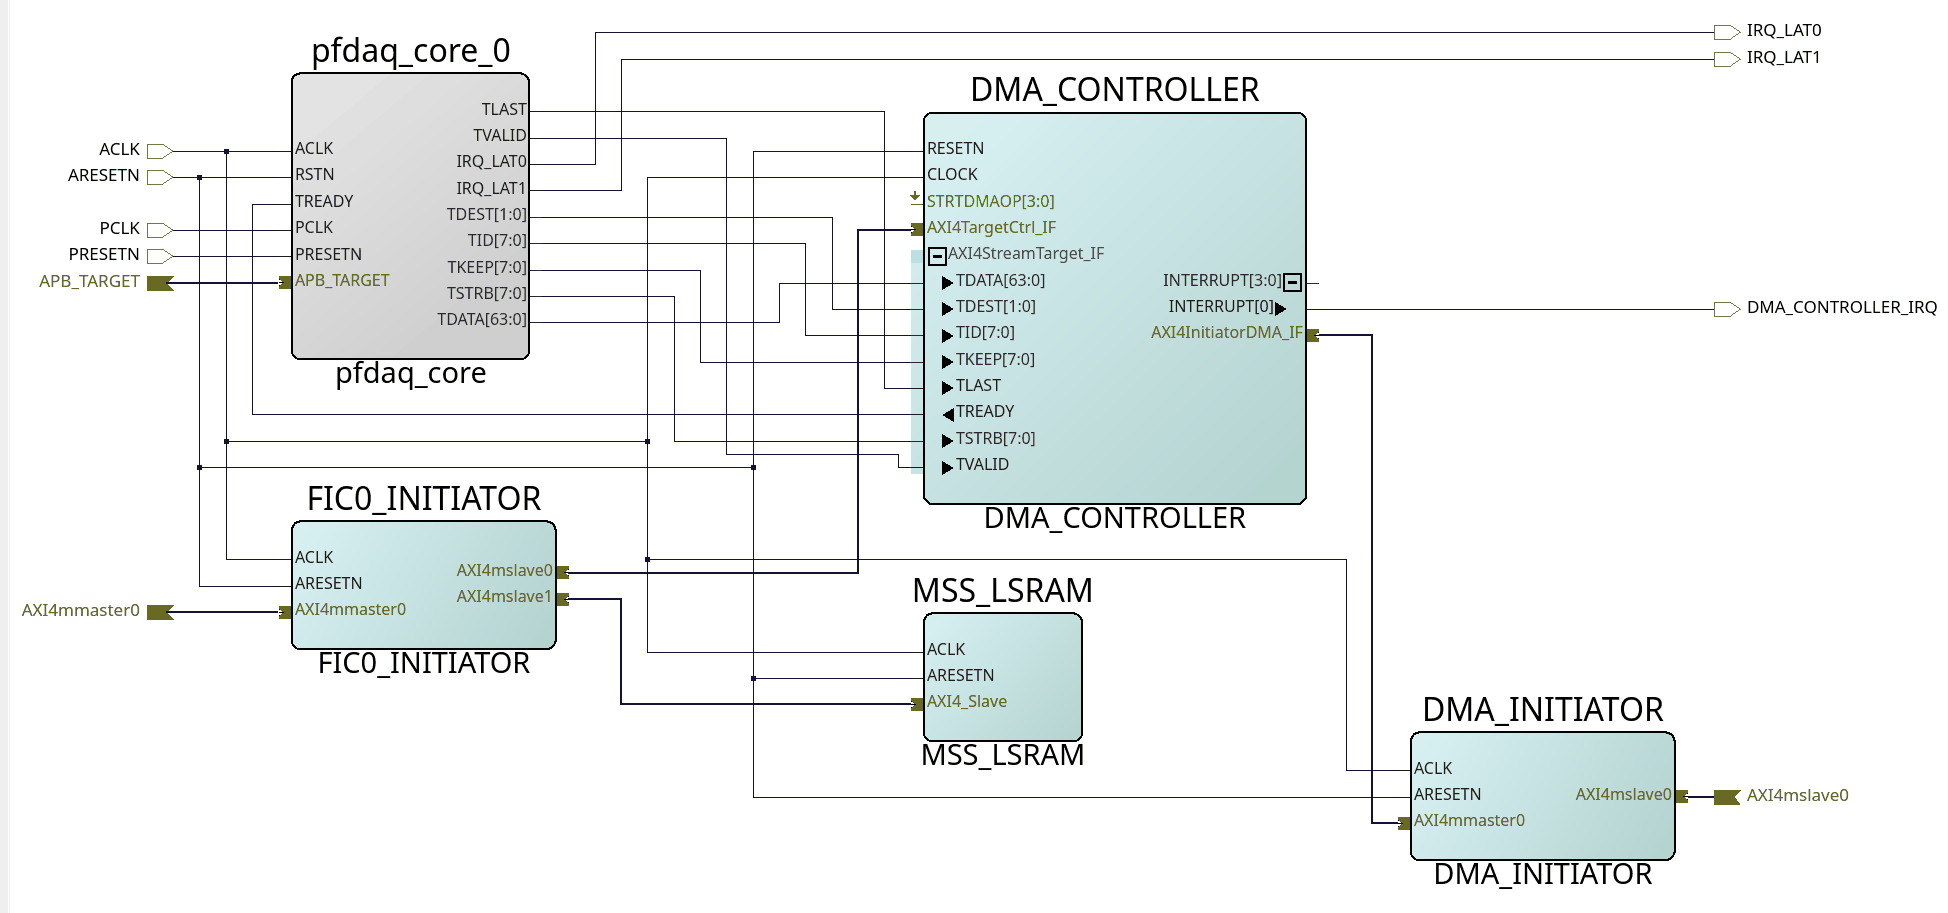 IRQ_LAT0
IRQ_LAT1
pfdaq_core_0
TLAST
TVALID
IRQ_LAT0
IRQ_LAT1
TDEST[1:0]
TID[7:0]
TKEEP[7:0]
TSTRB[7:0]
TDATA[63:0]
ACLK
RSTN
TREADY
PCLK
PRESETN
APB_TARGET
pfdaq_core
ACLK
ARESETN
PCLK
PRESETN
APB_TARGET
DMA_CONTROLLER
RESETN
CLOCK
STRTDMAOP[3:0]
AXI4TargetCtrl_IF
AXI4StreamTarget_IF
TDATA[63:0]
TDEST[1:0]
TID[7:0]
TKEEP[7:0]
TLAST
TREADY
TSTRB[7:0]
TVALID
INTERRUPT[3:0]
INTERRUPT[0]
AXI4InitiatorDMA_IF
DMA_CONTROLLER
DMA_CONTROLLER_IRQ
FIC0_INITIATOR
ACLK
ARESETN
AXI4mmaster0
AXI4mslave0
AXI4mslave1
FIC0_INITIATOR
AXI4mmaster0
MSS_LSRAM
ACLK
ARESETN
AXI4_Slave
MSS_LSRAM
DMA_INITIATOR
ACLK
ARESETN
AXI4mmaster0
AXI4mslave0
DMA_INITIATOR
AXI4mslave0